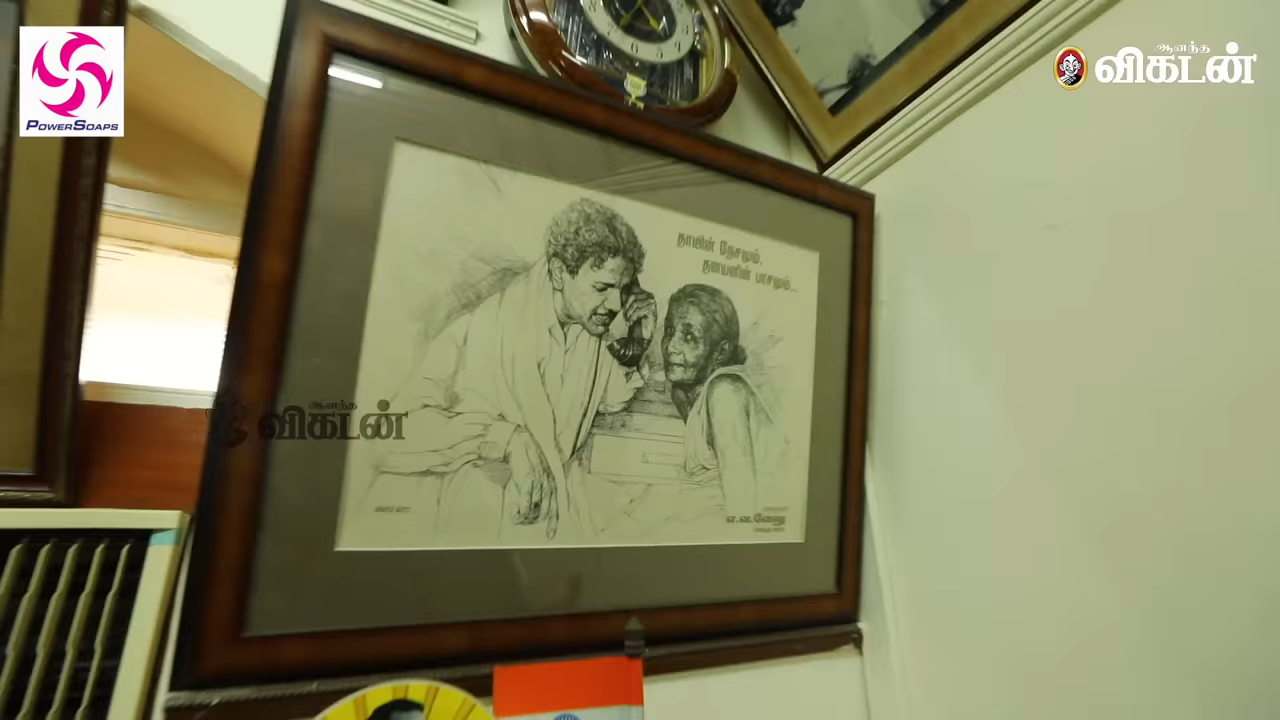 PowerSoaps
ஆனந்த
விகடன்
தாயின் தேசமும்,
தனயனின் பாசமும்..
ஆனந்த
விகடன்
எ.வ.வேலு